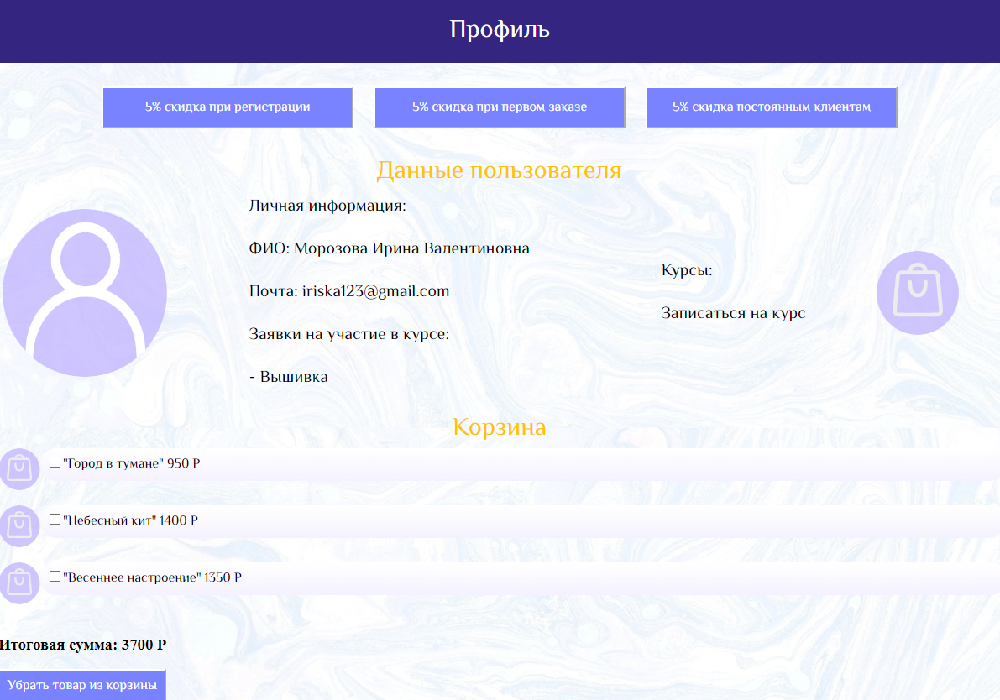 Профиль
5% скидка при регистрации
5% скидка при первом заказе
5% скидка постоянным клиентам
Данные пользователя
Личная информация:
ФИО: Морозова Ирина Валентиновна
Почта: iriska123@gmail.com
Заявки на участие в курсе:
- Вышивка
Курсы:
Записаться на курс
Корзина
"Город в тумане" 950 Р
"Небесный кит" 1400 Р
"Весеннее настроение" 1350 Р
Итоговая сумма: 3700 Р
Убрать товар из корзины